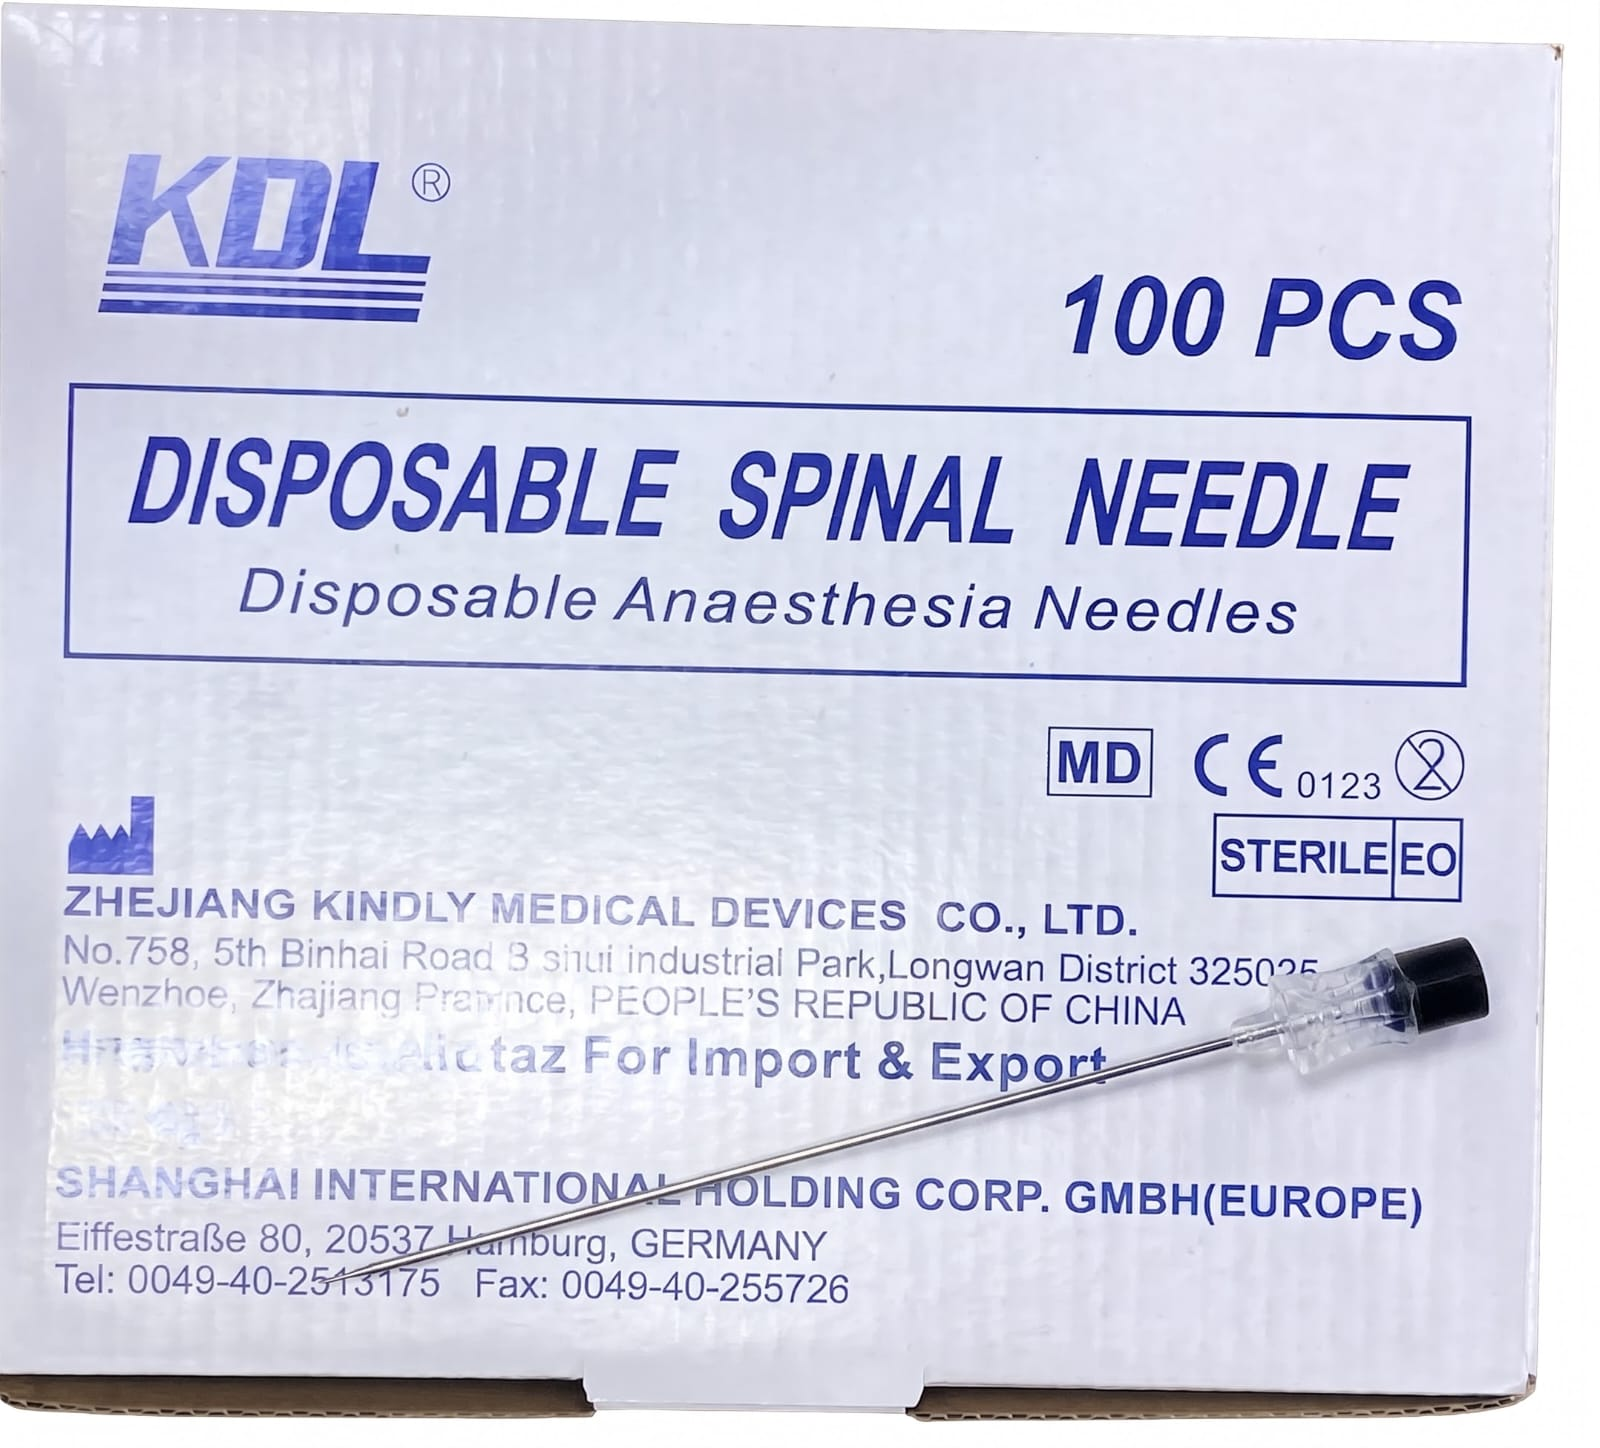 KDL®
100 PCS
DISPOSABLE SPINAL NEEDLE
Disposable Anaesthesia Needles
MD CE 0123 2
STERILE EO
ZHEJIANG KINDLY MEDICAL DEVICES CO., LTD.
No.758, 5th Binhai Road industrial Park,Longwan District
Wenzhoe, Zhajiang PEOPLE'S REPUBLIC OF CHINA
For Import & Export
SHANGHAI INTERNATIONAL HOLDING CORP. GMBH(EUROPE)
Eiffestraße 80, 20537 Hamburg, GERMANY
Tel: 0049-40-2513175 Fax: 0049-40-255726